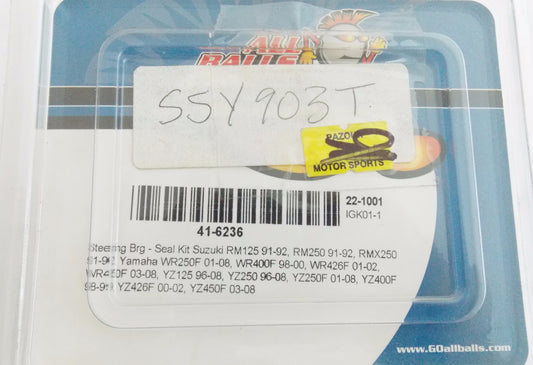 ALL
BALLS
SSY903T
MOTOR SPORTS
41-6236
22-1001
IGK01-1
Steering Brg - Seal Kit Suzuki RM125 91-92, RM250 91-92, RMX250
91-92 Yamaha WR250F 01-08, WR400F 98-00, WR426F 01-02,
WR450F 03-08, YZ125 96-08, YZ250 96-08, YZ250F 01-08, YZ400F
98-99 YZ426F 00-02, YZ450F 03-08
www.GOallballs.com